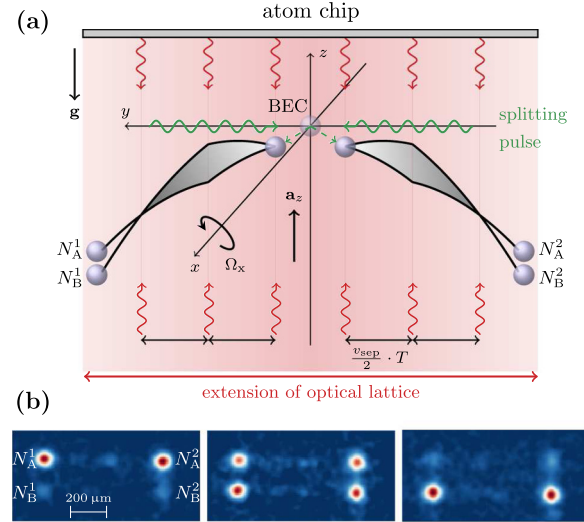 (a)
atom chip
g
z
BEC
y
splitting
pulse
a_z
N_A^1
N_B^1
N_A^2
N_B^2
x
Ω_x
v_sep/2 · T
extension of optical lattice
(b)
N_A^1
N_A^2
N_B^1
N_B^2
200 µm